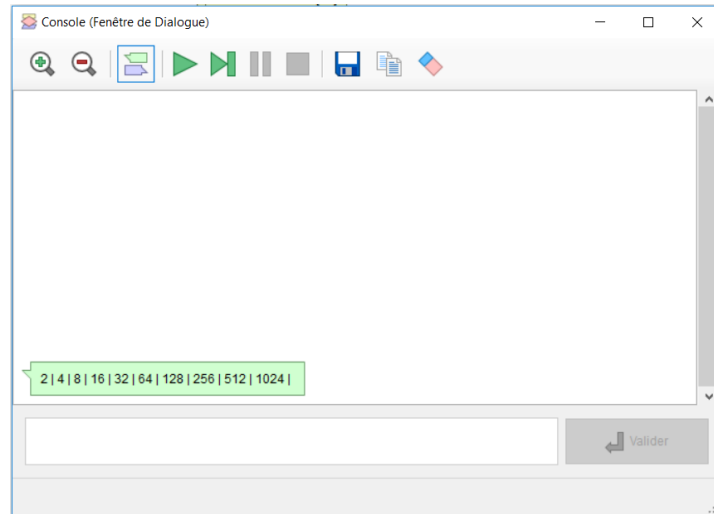 Console (Fenêtre de Dialogue)
2 | 4 | 8 | 16 | 32 | 64 | 128 | 256 | 512 | 1024 |
Valider